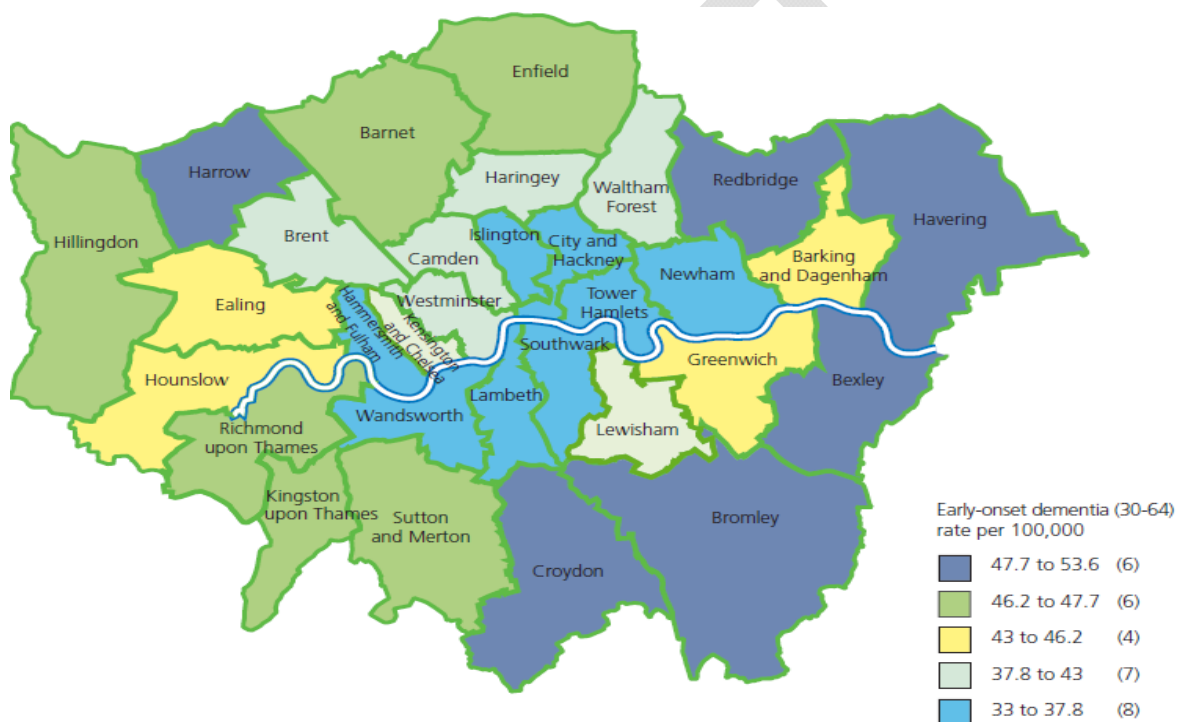 Enfield
Barnet
Harrow
Haringey
Waltham
Forest
Redbridge
Havering
Hillingdon
Brent
Camden
Islington
City and
Hackney
Newham
Barking
and Dagenham
Ealing
Hammersmith
and Fulham
Kensington
and Chelsea
Westminster
Tower
Hamlets
Southwark
Greenwich
Hounslow
Bexley
Richmond
upon Thames
Wandsworth
Lambeth
Lewisham
Kingston
upon Thames
Sutton
and Merton
Croydon
Bromley
Early-onset dementia (30-64)
rate per 100,000
47.7 to 53.6 (6)
46.2 to 47.7 (6)
43 to 46.2 (4)
37.8 to 43 (7)
33 to 37.8 (8)